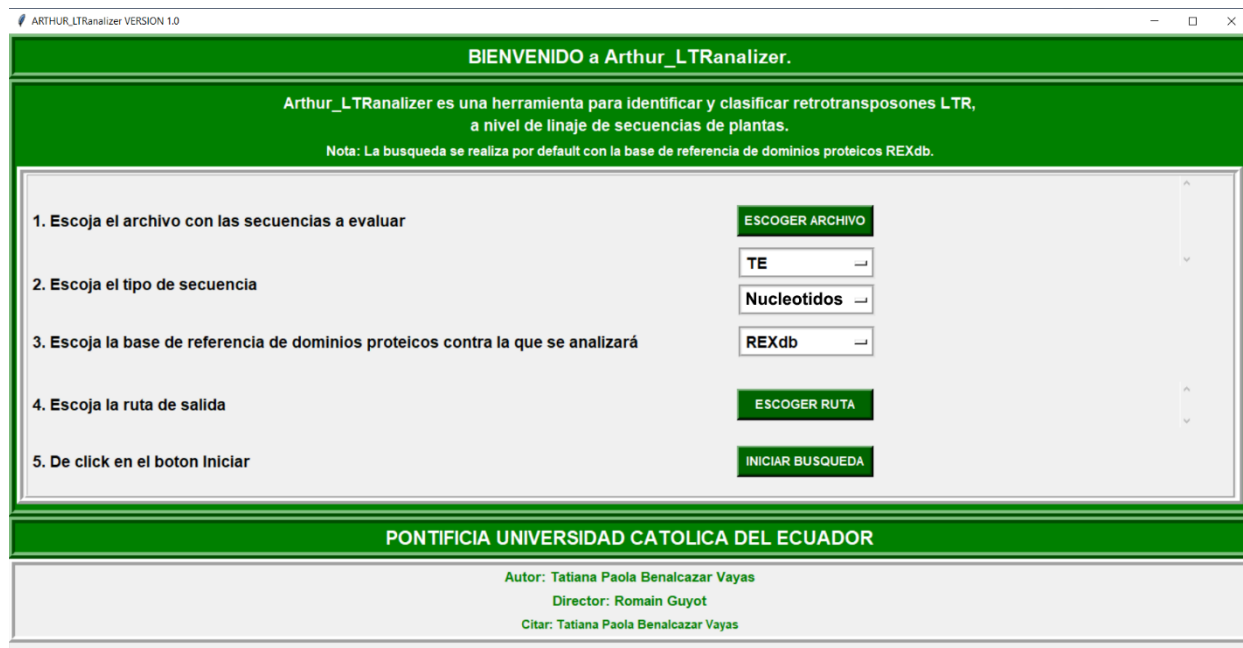 ARTHUR_LTRanalizer VERSION 1.0
BIENVENIDO a Arthur_LTRanalizer.
Arthur_LTRanalizer es una herramienta para identificar y clasificar retrotransposones LTR,
a nivel de linaje de secuencias de plantas.
Nota: La busqueda se realiza por default con la base de referencia de dominios proteicos REXdb.
1. Escoja el archivo con las secuencias a evaluar
ESCOGER ARCHIVO
2. Escoja el tipo de secuencia
TE
Nucleotidos
3. Escoja la base de referencia de dominios proteicos contra la que se analizará
REXdb
4. Escoja la ruta de salida
ESCOGER RUTA
5. De click en el boton Iniciar
INICIAR BUSQUEDA
PONTIFICIA UNIVERSIDAD CATOLICA DEL ECUADOR
Autor: Tatiana Paola Benalcazar Vayas
Director: Romain Guyot
Citar: Tatiana Paola Benalcazar Vayas